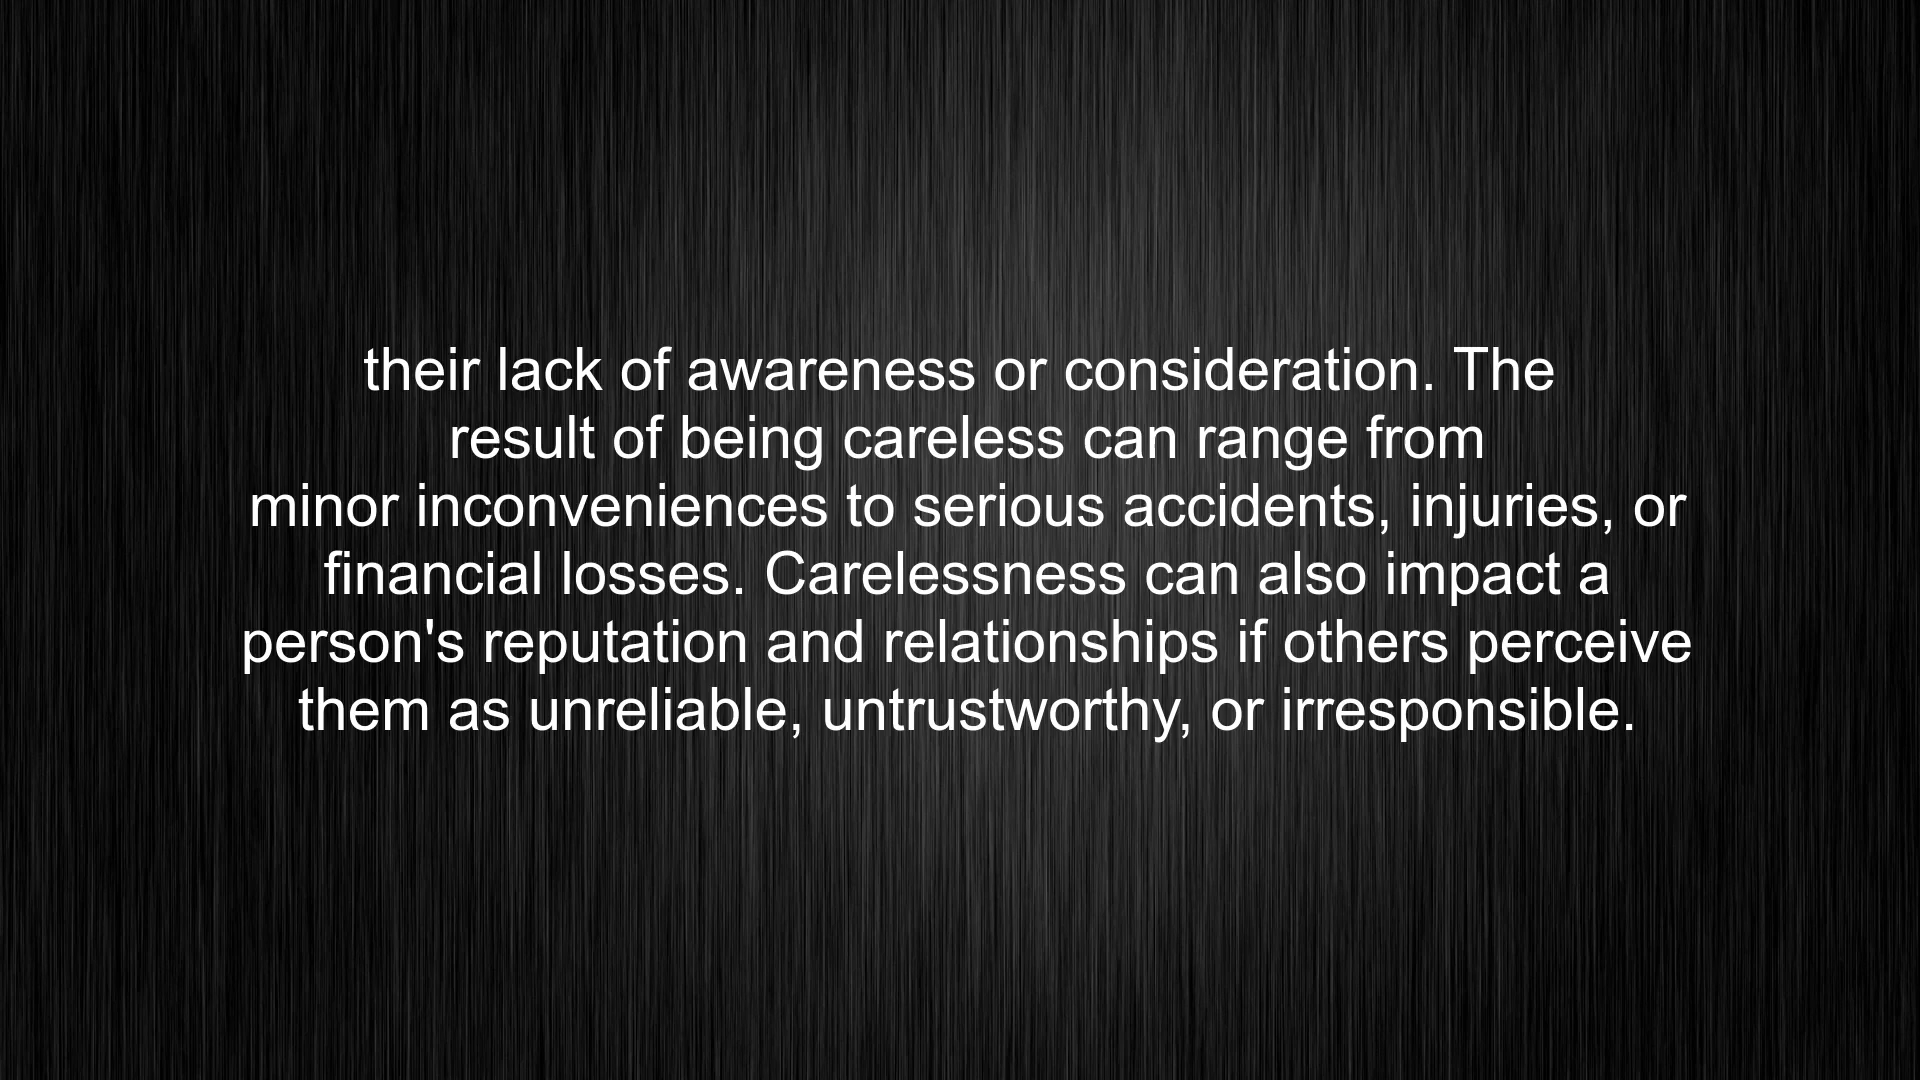 their lack of awareness or consideration. The
result of being careless can range from
minor inconveniences to serious accidents, injuries, or
financial losses. Carelessness can also impact a
person's reputation and relationships if others perceive
them as unreliable, untrustworthy, or irresponsible.